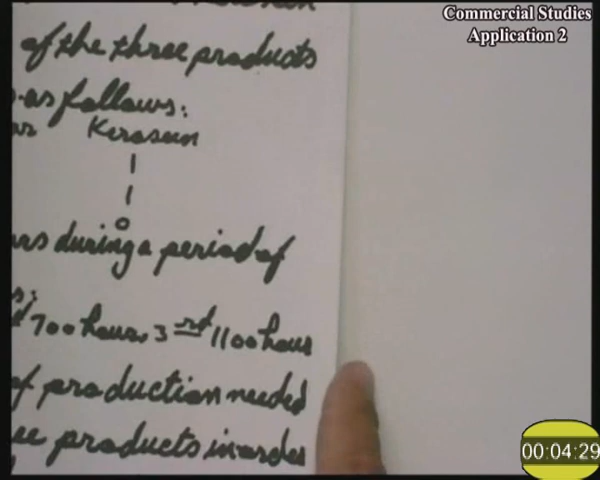 Commercial Studies
Application 2
of the three products
as follows:
Kerosein
1
1
0
during a period of
700 hours, 3rd 1100 hours
of production needed
products in order
00:04:29